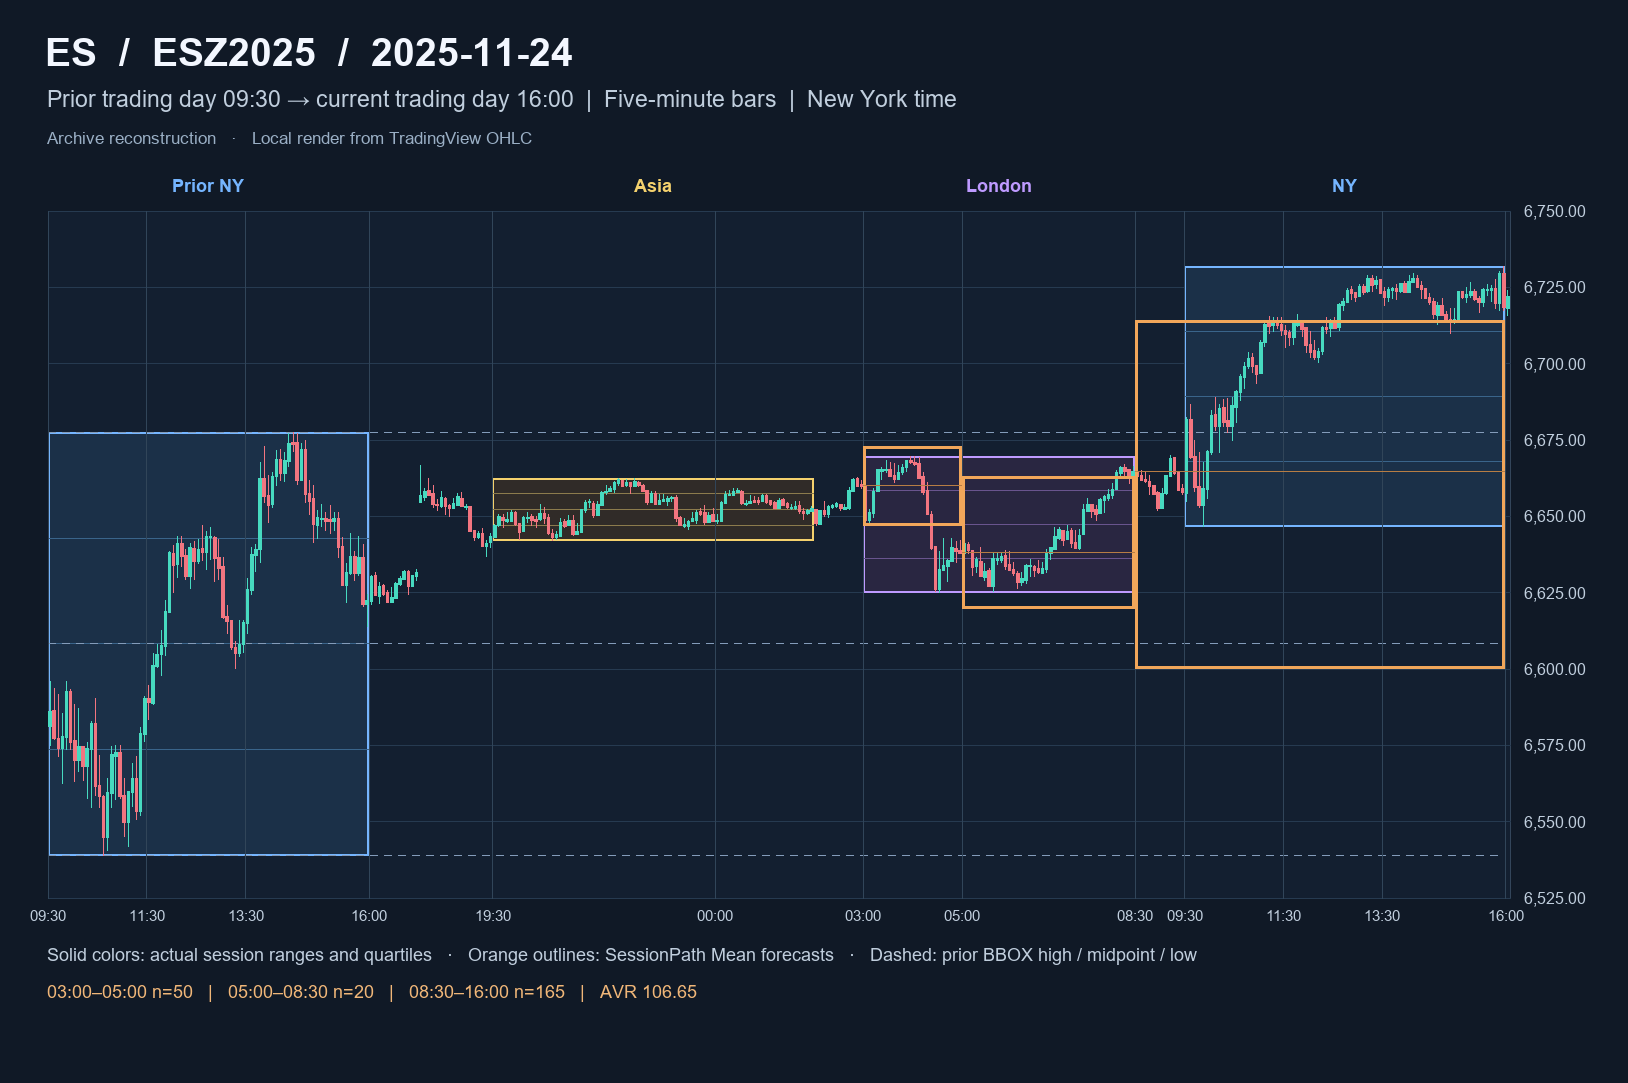 ES / ESZ2025 / 2025-11-24
Prior trading day 09:30 → current trading day 16:00 | Five-minute bars | New York time
Archive reconstruction · Local render from TradingView OHLC
Prior NY Asia London NY
6,750.00
6,725.00
6,700.00
6,675.00
6,650.00
6,625.00
6,600.00
6,575.00
6,550.00
6,525.00
09:30 11:30 13:30 16:00 19:30 00:00 03:00 05:00 08:30 09:30 11:30 13:30 16:00
Solid colors: actual session ranges and quartiles · Orange outlines: SessionPath Mean forecasts · Dashed: prior BBOX high / midpoint / low
03:00–05:00 n=50 | 05:00–08:30 n=20 | 08:30–16:00 n=165 | AVR 106.65